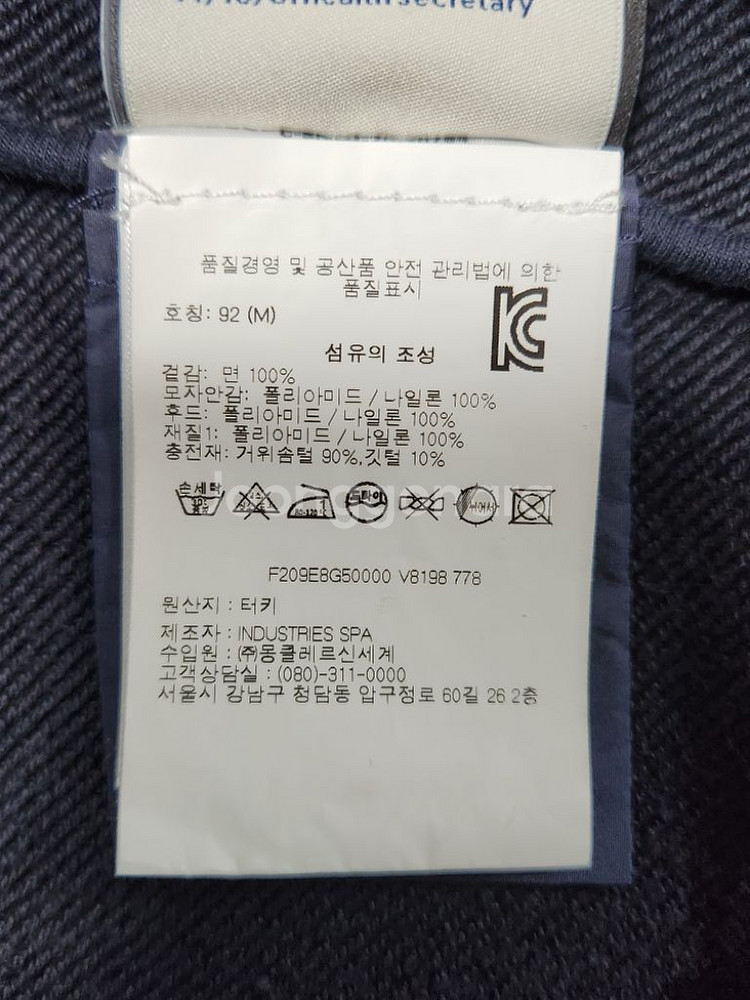 품질경영 및 공산품 안전 관리법에 의한
품질표시
호칭: 92 (M)
섬유의 조성
겉감: 면 100%
모자안감: 폴리아미드 / 나일론 100%
후드: 폴리아미드 / 나일론 100%
재질1: 폴리아미드 / 나일론 100%
충전재: 거위솜털 90%,깃털 10%
손세탁
30℃
80-120℃
드라이
뉘어서
F209E8G50000 V8198 778
원산지 : 터키
제조자 : INDUSTRIES SPA
수입원 : ㈜몽클레르신세계
고객상담실 : (080)-311-0000
서울시 강남구 청담동 압구정로 60길 26 2층